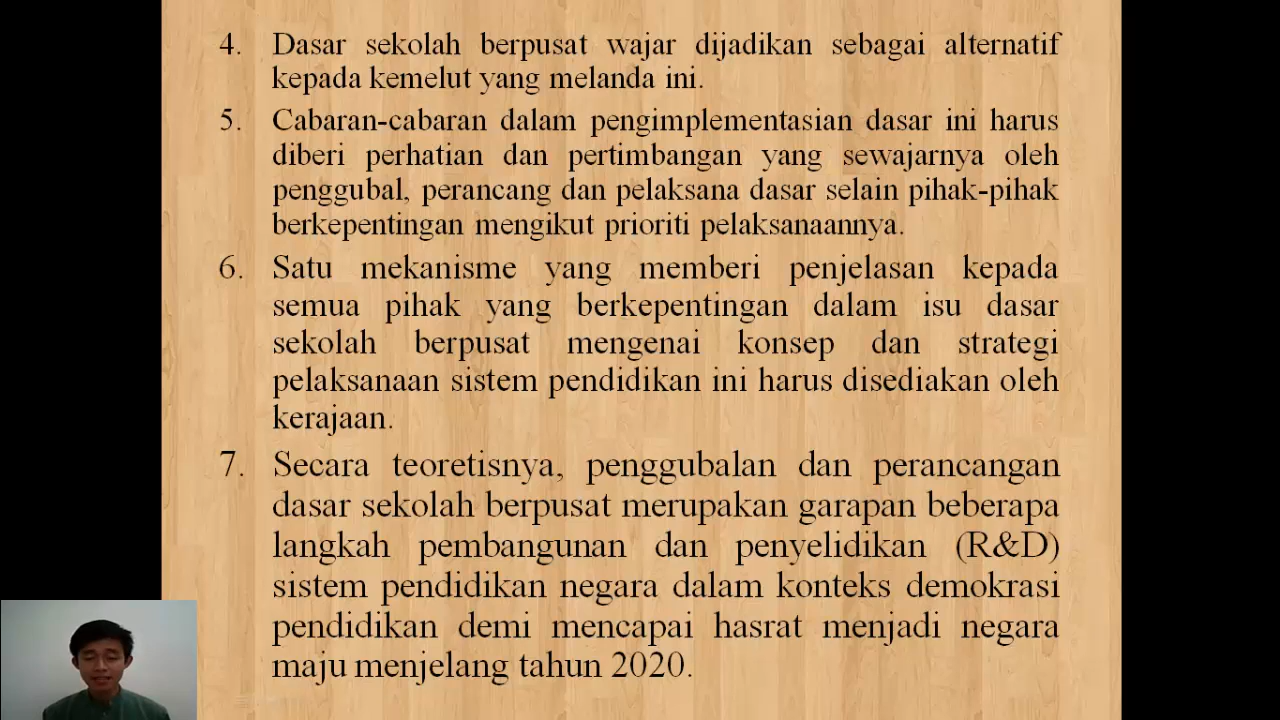 4. Dasar sekolah berpusat wajar dijadikan sebagai alternatif
kepada kemelut yang melanda ini.
5. Cabaran-cabaran dalam pengimplementasian dasar ini harus
diberi perhatian dan pertimbangan yang sewajarnya oleh
penggubal, perancang dan pelaksana dasar selain pihak-pihak
berkepentingan mengikut prioriti pelaksanaannya.
6. Satu mekanisme yang memberi penjelasan kepada
semua pihak yang berkepentingan dalam isu dasar
sekolah berpusat mengenai konsep dan strategi
pelaksanaan sistem pendidikan ini harus disediakan oleh
kerajaan.
7. Secara teoretisnya, penggubalan dan perancangan
dasar sekolah berpusat merupakan garapan beberapa
langkah pembangunan dan penyelidikan (R&D)
sistem pendidikan negara dalam konteks demokrasi
pendidikan demi mencapai hasrat menjadi negara
maju menjelang tahun 2020.